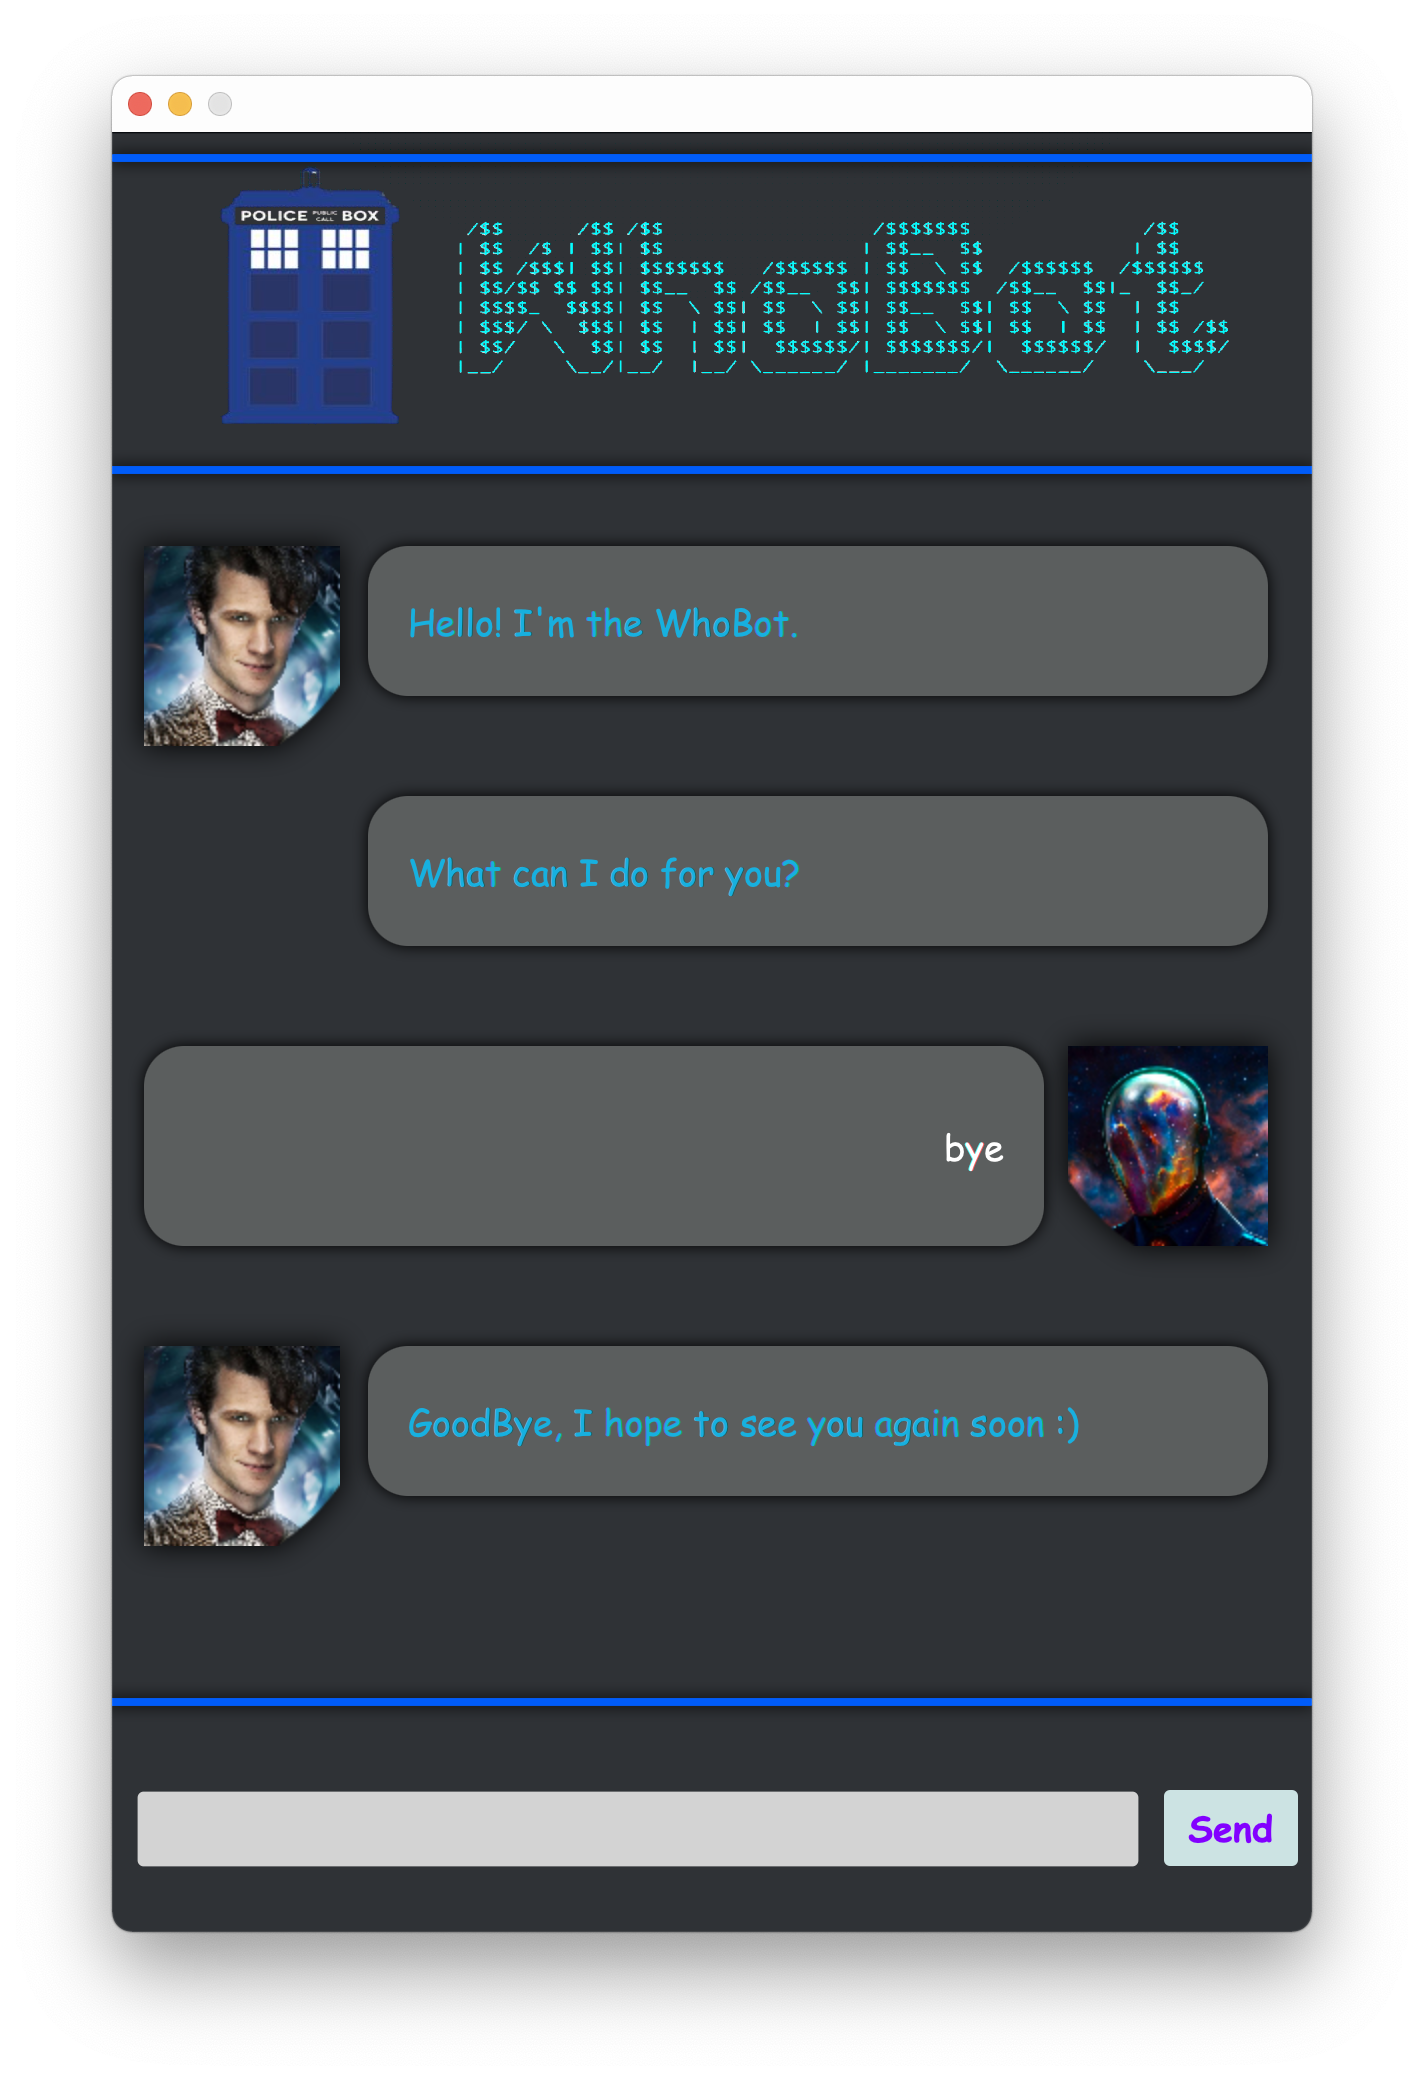 POLICE PUBLIC CALL BOX
WhoBot
Hello! I'm the WhoBot.
What can I do for you?
bye
GoodBye, I hope to see you again soon :)
Send